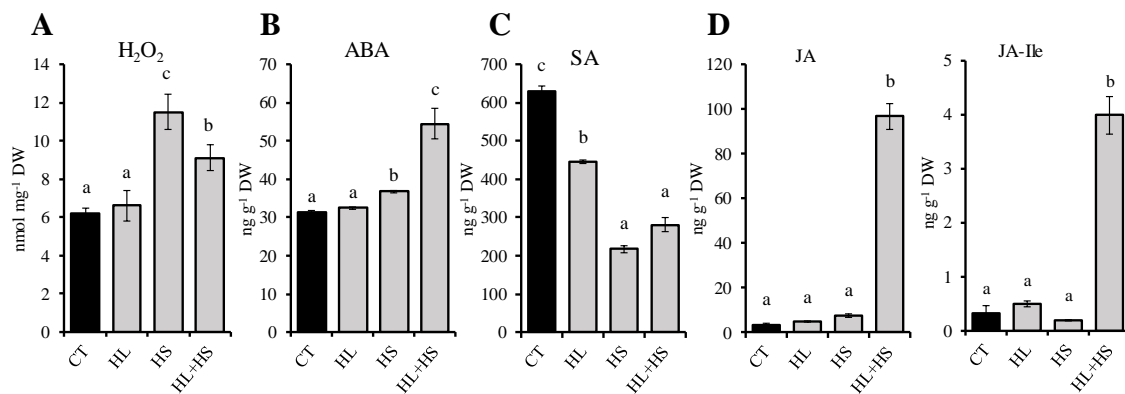 A
H₂O₂
nmol mg⁻¹ DW
14
12
10
8
6
4
2
0
a
a
c
b
CT
HL
HS
HL+HS
B
ABA
ng g⁻¹ DW
70
60
50
40
30
20
10
0
a
a
b
c
CT
HL
HS
HL+HS
C
SA
ng g⁻¹ DW
700
600
500
400
300
200
100
0
c
b
a
a
CT
HL
HS
HL+HS
D
JA
ng g⁻¹ DW
120
100
80
60
40
20
0
a
a
a
b
CT
HL
HS
HL+HS
JA-Ile
ng g⁻¹ DW
5
4
3
2
1
0
a
a
a
b
CT
HL
HS
HL+HS